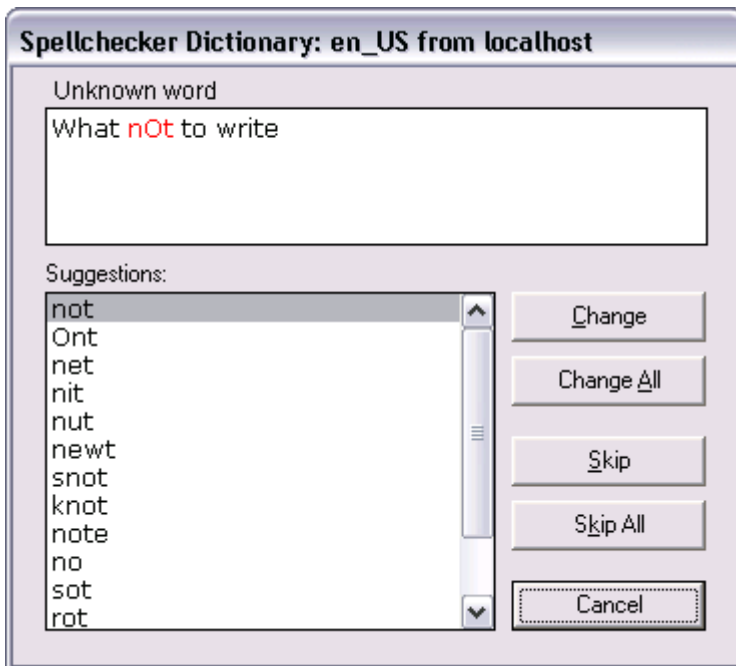 Spellchecker Dictionary: en_US from localhost
Unknown word
What nOt to write
Suggestions:
not
Ont
net
nit
nut
newt
snot
knot
note
no
sot
rot
Change
Change All
Skip
Skip All
Cancel